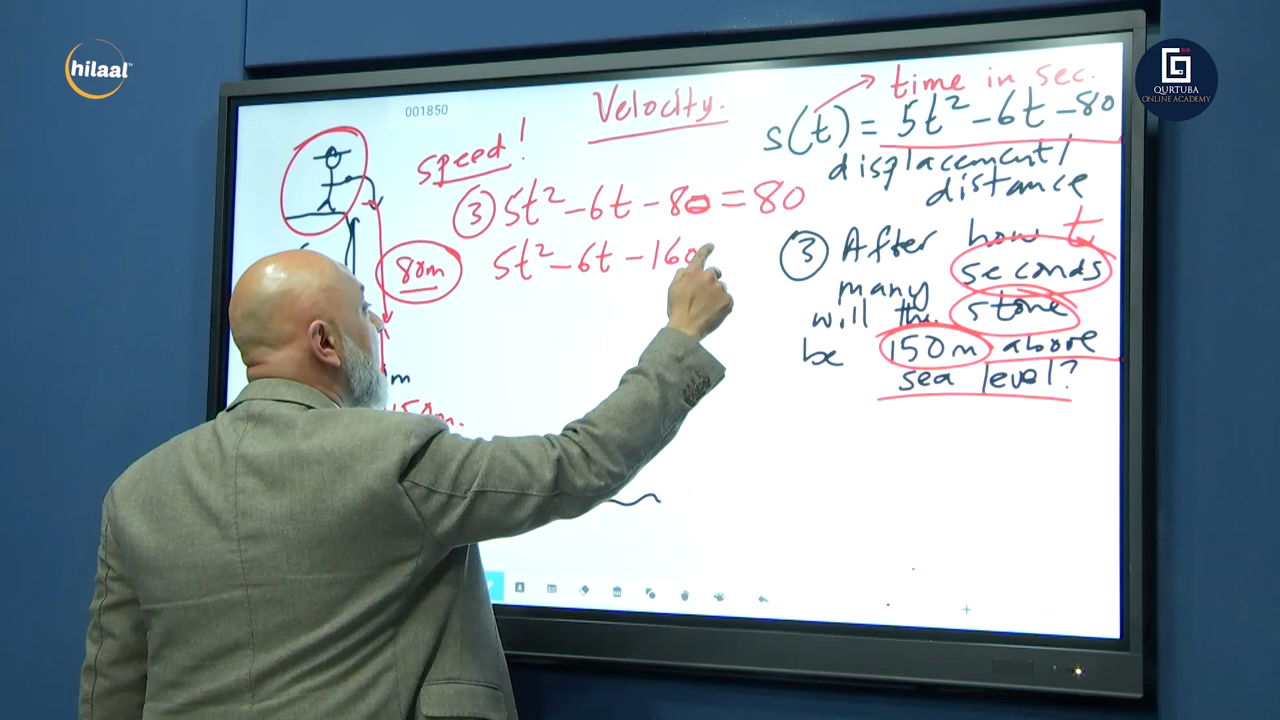 hilaal
QURTUBA
ONLINE ACADEMY
001850
Velocity.
speed!
time in sec.
s(t) = 5t² - 6t - 80
displacement/
distance
③ 5t² - 6t - 80 = 80
5t² - 6t - 160
80m
③ After how t
many seconds
will the stone
be 150m above
sea level?
m
150m.